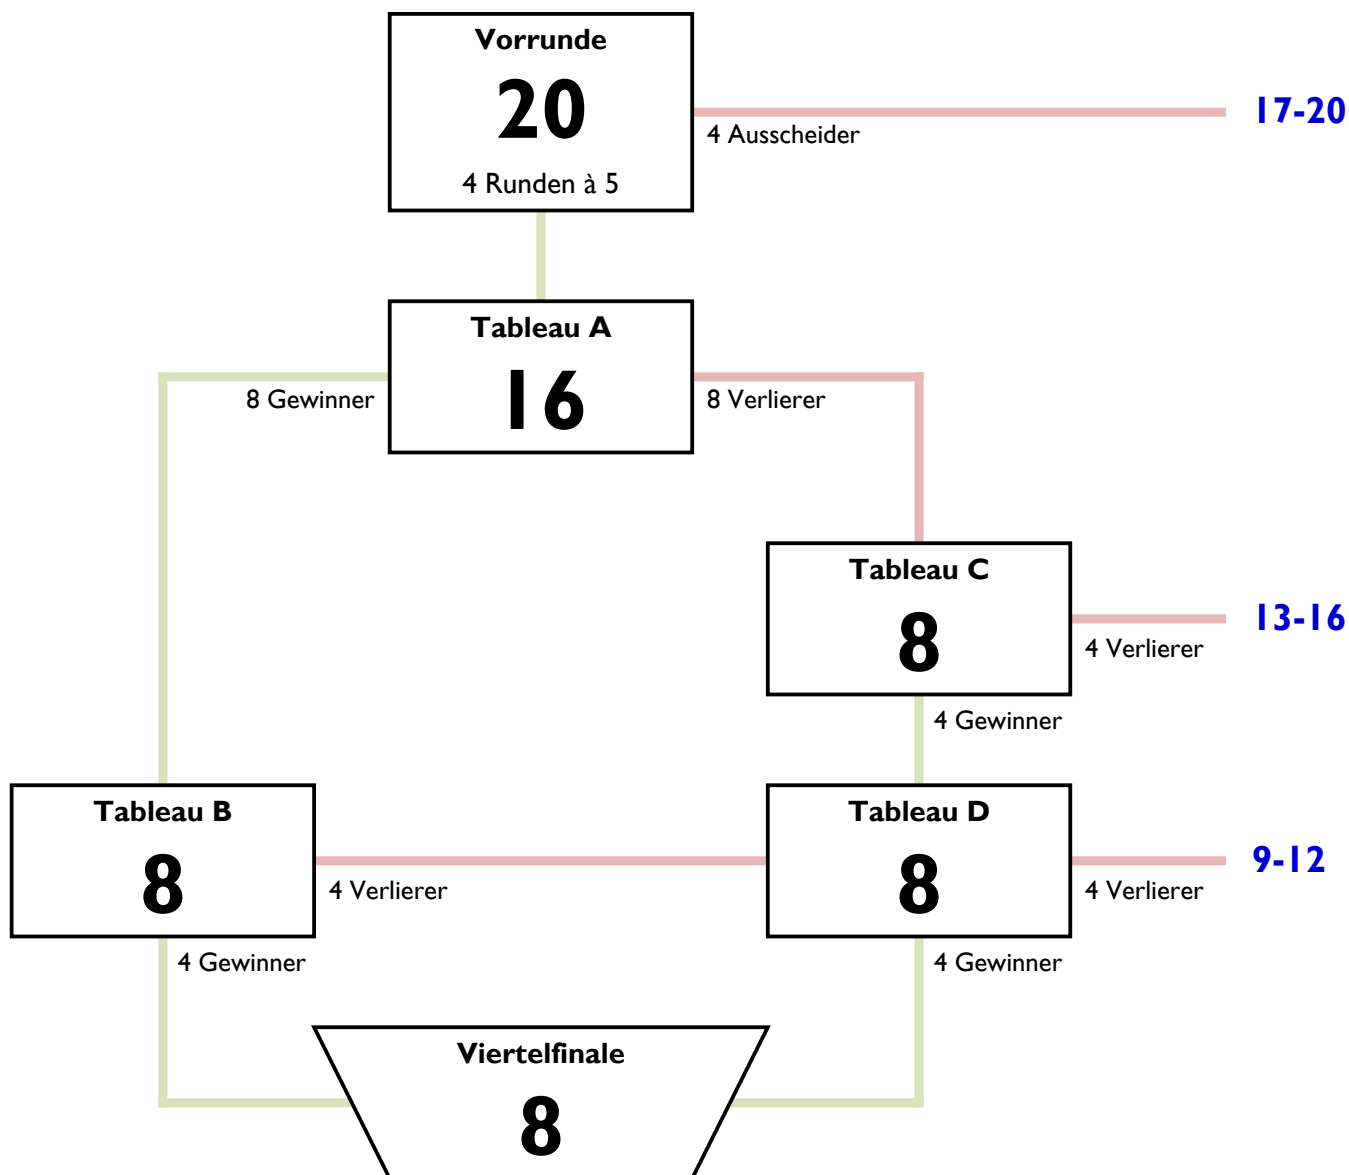 Vorrunde
20
4 Runden à 5
17-20
4 Ausscheider
Tableau A
16
8 Gewinner
8 Verlierer
Tableau C
8
13-16
4 Verlierer
4 Gewinner
Tableau B
8
4 Verlierer
Tableau D
8
9-12
4 Verlierer
4 Gewinner
4 Gewinner
Viertelfinale
8